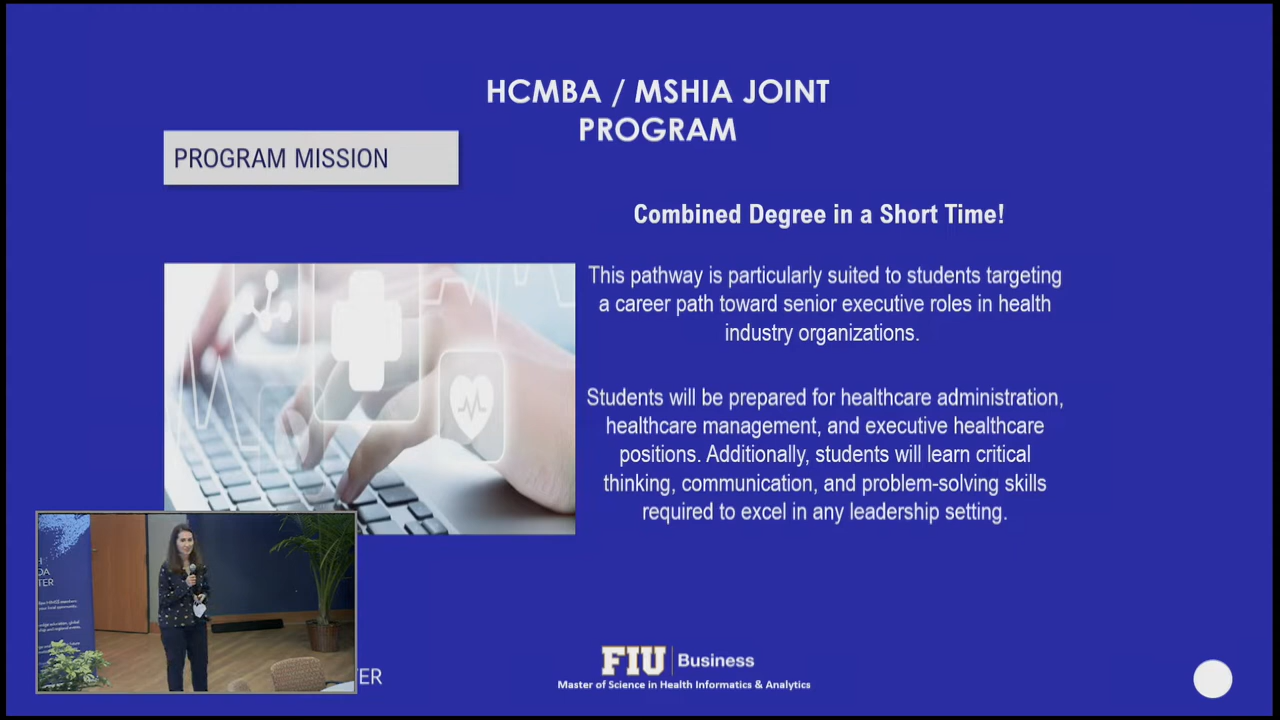 HCMBA / MSHIA JOINT
PROGRAM
PROGRAM MISSION
Combined Degree in a Short Time!
This pathway is particularly suited to students targeting
a career path toward senior executive roles in health
industry organizations.
Students will be prepared for healthcare administration,
healthcare management, and executive healthcare
positions. Additionally, students will learn critical
thinking, communication, and problem-solving skills
required to excel in any leadership setting.
H
DA
TER
TER
FIU Business
Master of Science in Health Informatics & Analytics